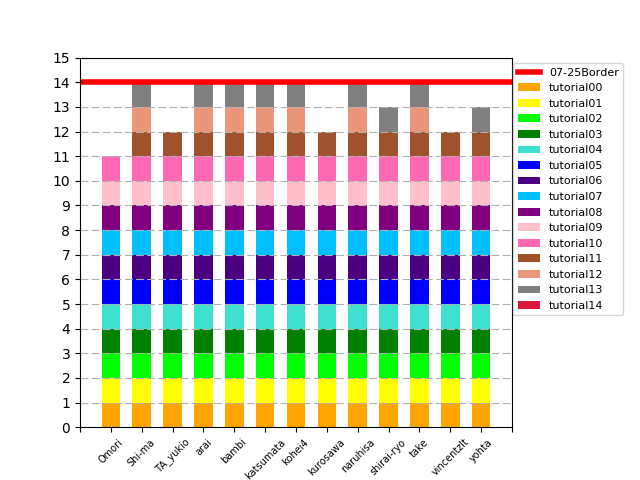 15
14
13
12
11
10
9
8
7
6
5
4
3
2
1
0
Omori
Shi-ma
TA_yukio
arai
bambi
katsumata
kohei4
kurosawa
naruhisa
shirai-ryo
take
vincentzlt
yohta
07-25Border
tutorial00
tutorial01
tutorial02
tutorial03
tutorial04
tutorial05
tutorial06
tutorial07
tutorial08
tutorial09
tutorial10
tutorial11
tutorial12
tutorial13
tutorial14